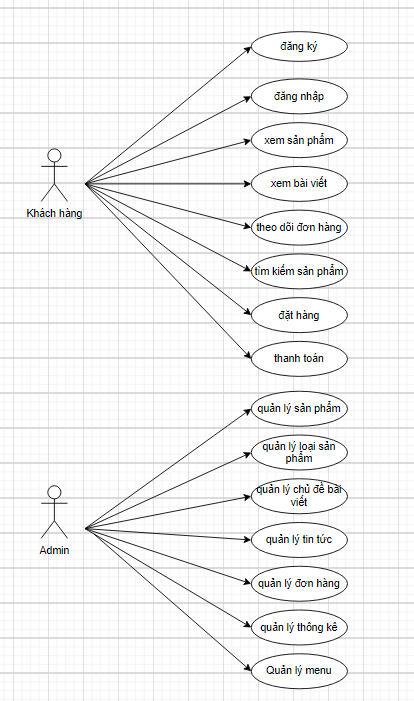 đăng ký
đăng nhập
xem sản phẩm
xem bài viết
Khách hàng
theo dõi đơn hàng
tìm kiếm sản phẩm
đặt hàng
thanh toán
quản lý sản phẩm
quản lý loại sản
phẩm
quản lý chủ đề bài
viết
quản lý tin tức
Admin
quản lý đơn hàng
quản lý thống kê
Quản lý menu